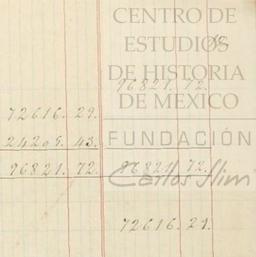 CENTRO DE
ESTUDIOS
DE HISTORIA
96821. 72.
DE MEXICO
72616. 29.
24205. 43. FUNDACIÓN
96821. 72. 96821. 72.
Carlos Slim
72616. 29.